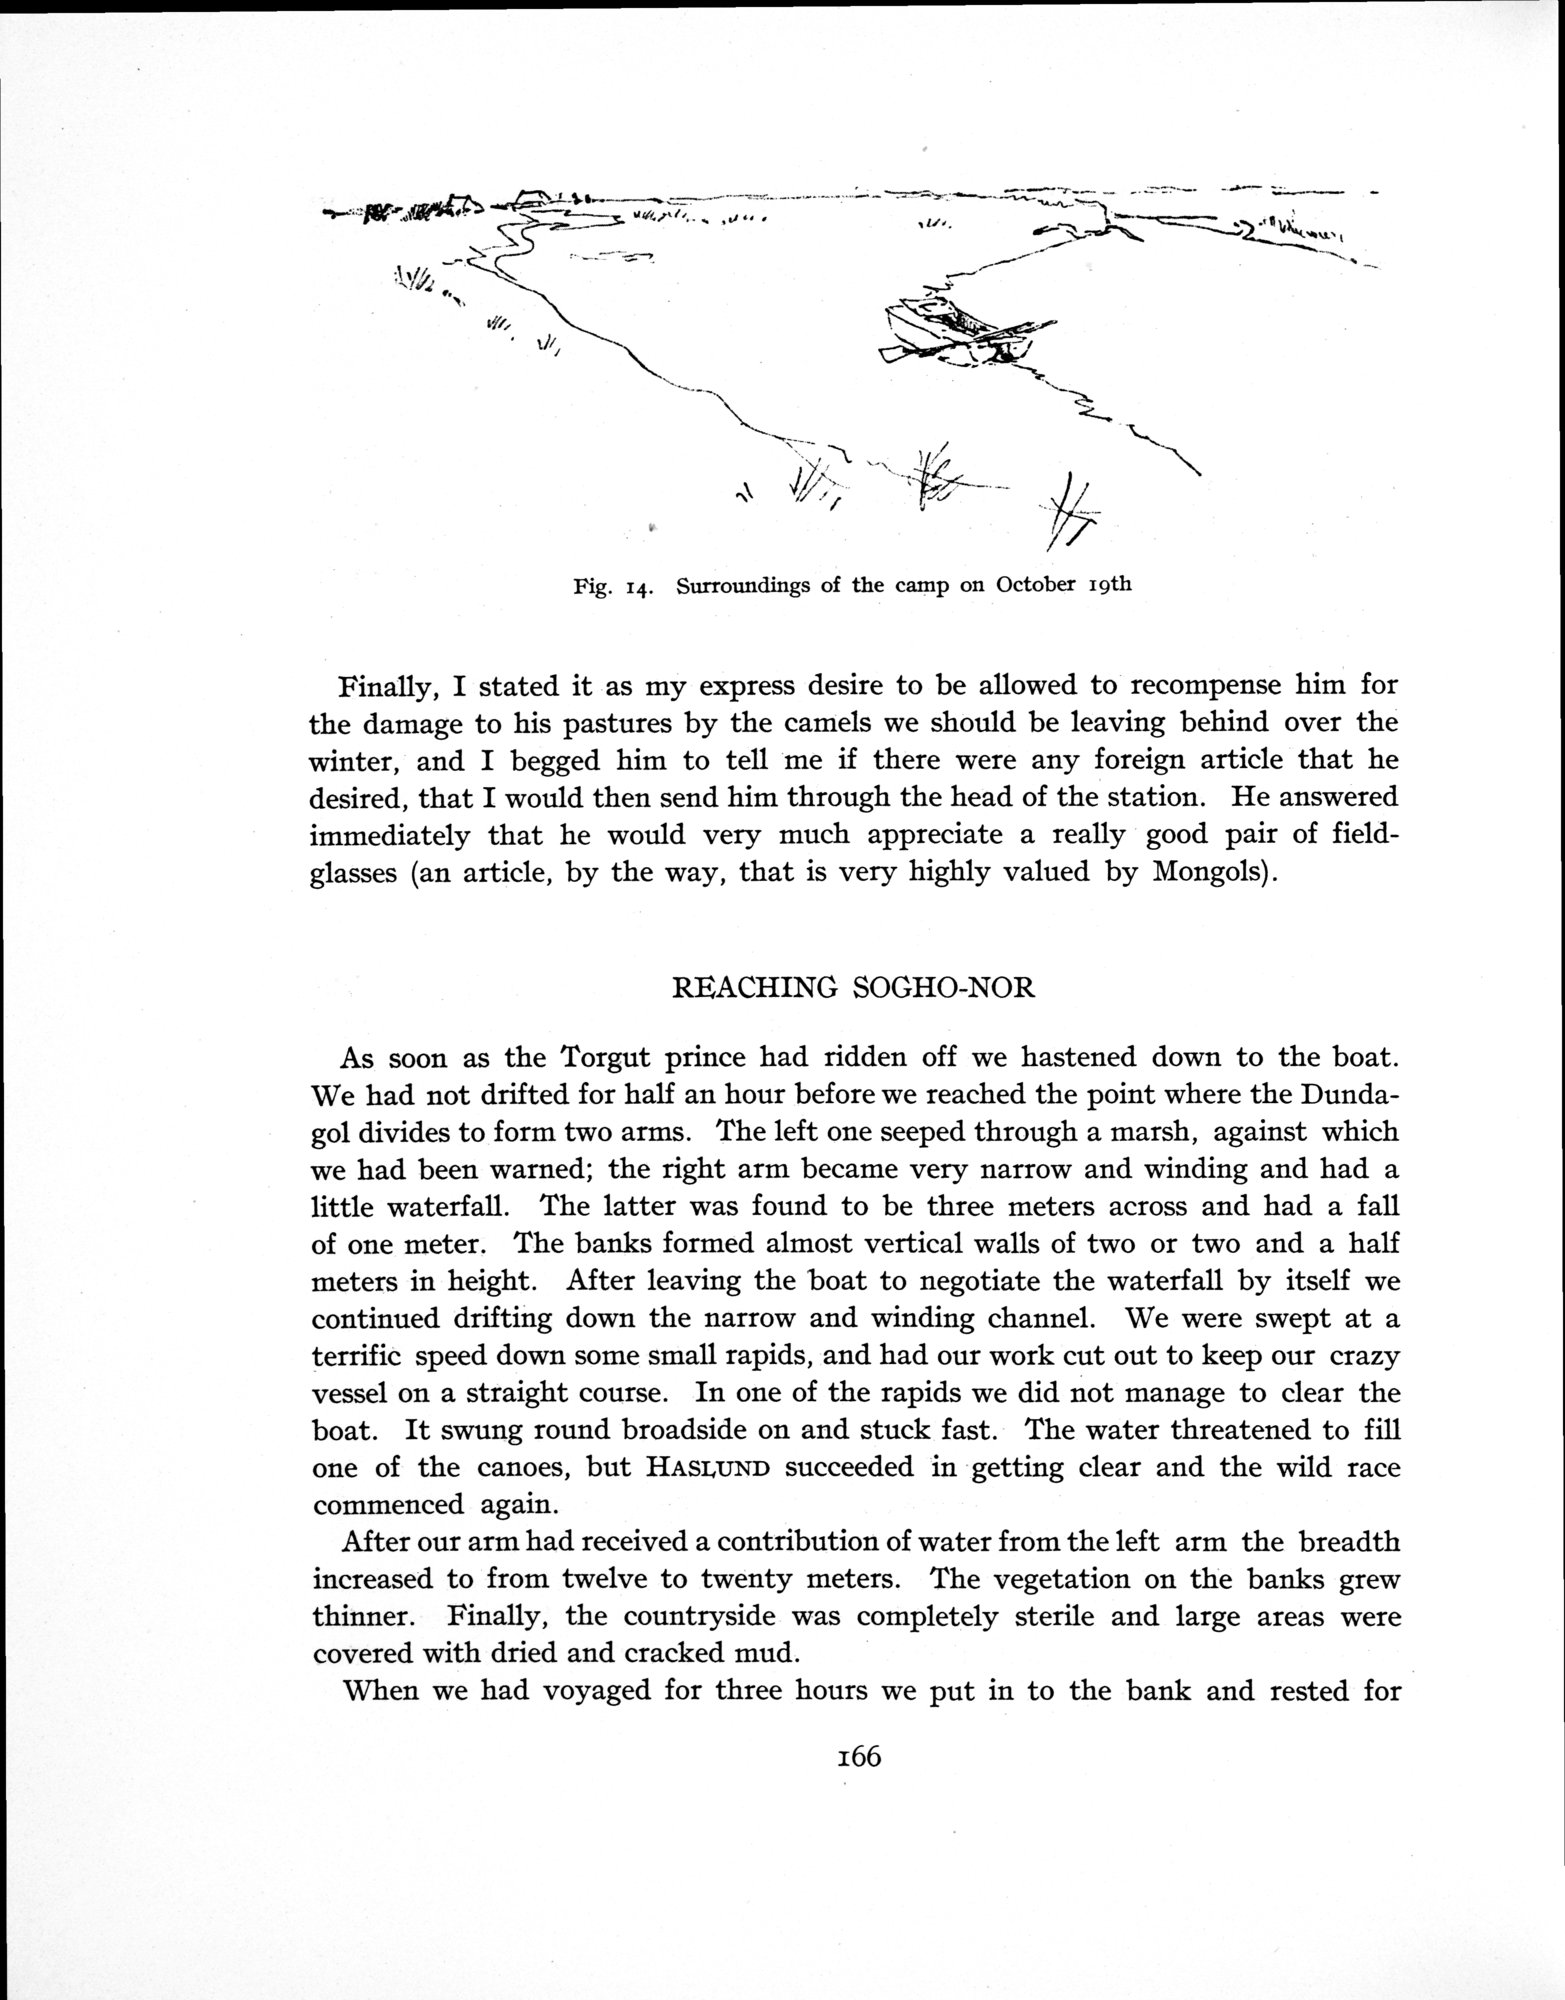 Fig. 14. Surroundings of the camp on October 19th
Finally, I stated it as my express desire to be allowed to recompense him for
the damage to his pastures by the camels we should be leaving behind over the
winter, and I begged him to tell me if there were any foreign article that he
desired, that I would then send him through the head of the station. He answered
immediately that he would very much appreciate a really good pair of field-
glasses (an article, by the way, that is very highly valued by Mongols).
REACHING SOGHO-NOR
As soon as the Torgut prince had ridden off we hastened down to the boat.
We had not drifted for half an hour before we reached the point where the Dunda-
gol divides to form two arms. The left one seeped through a marsh, against which
we had been warned; the right arm became very narrow and winding and had a
little waterfall. The latter was found to be three meters across and had a fall
of one meter. The banks formed almost vertical walls of two or two and a half
meters in height. After leaving the boat to negotiate the waterfall by itself we
continued drifting down the narrow and winding channel. We were swept at a
terrific speed down some small rapids, and had our work cut out to keep our crazy
vessel on a straight course. In one of the rapids we did not manage to clear the
boat. It swung round broadside on and stuck fast. The water threatened to fill
one of the canoes, but HASLUND succeeded in getting clear and the wild race
commenced again.
After our arm had received a contribution of water from the left arm the breadth
increased to from twelve to twenty meters. The vegetation on the banks grew
thinner. Finally, the countryside was completely sterile and large areas were
covered with dried and cracked mud.
When we had voyaged for three hours we put in to the bank and rested for
166